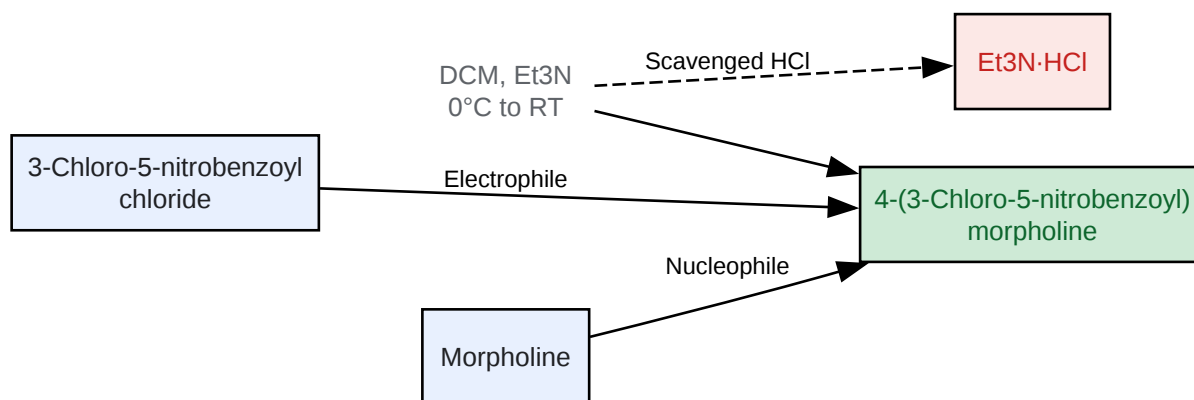 Scavenged HCl
Et3N·HCl
DCM, Et3N
0°C to RT
3-Chloro-5-nitrobenzoyl
chloride
Electrophile
4-(3-Chloro-5-nitrobenzoyl)
morpholine
Nucleophile
Morpholine